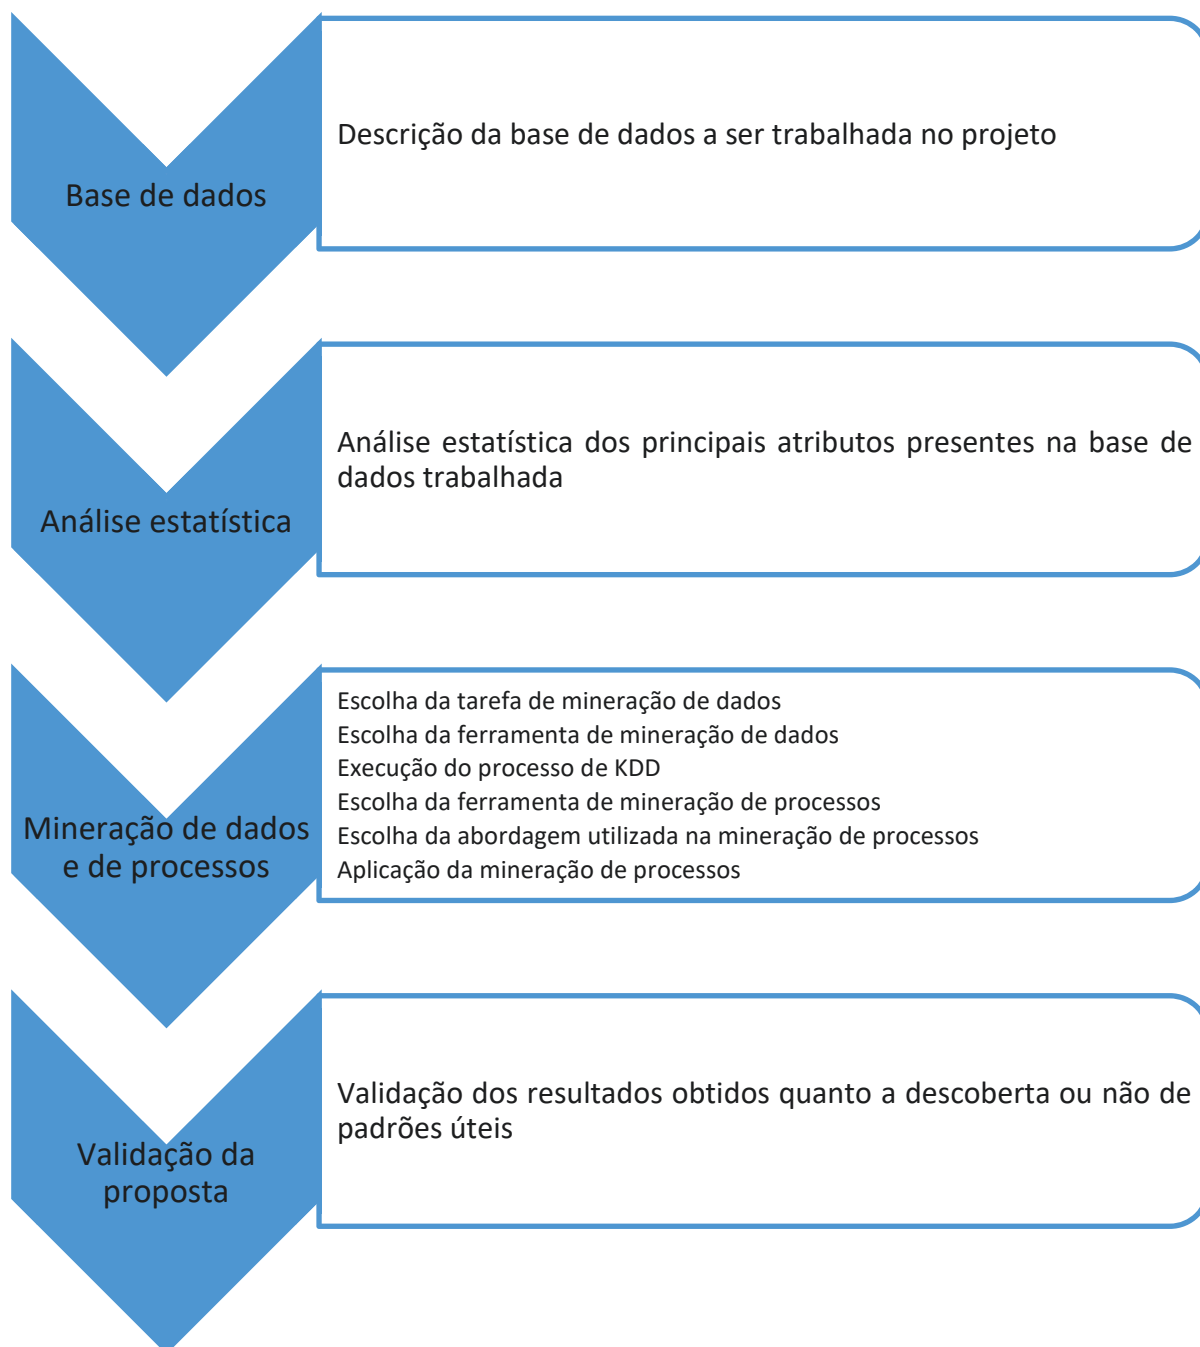 Base de dados
Descrição da base de dados a ser trabalhada no projeto
Análise estatística
Análise estatística dos principais atributos presentes na base de
dados trabalhada
Mineração de dados
e de processos
Escolha da tarefa de mineração de dados
Escolha da ferramenta de mineração de dados
Execução do processo de KDD
Escolha da ferramenta de mineração de processos
Escolha da abordagem utilizada na mineração de processos
Aplicação da mineração de processos
Validação da
proposta
Validação dos resultados obtidos quanto a descoberta ou não de
padrões úteis